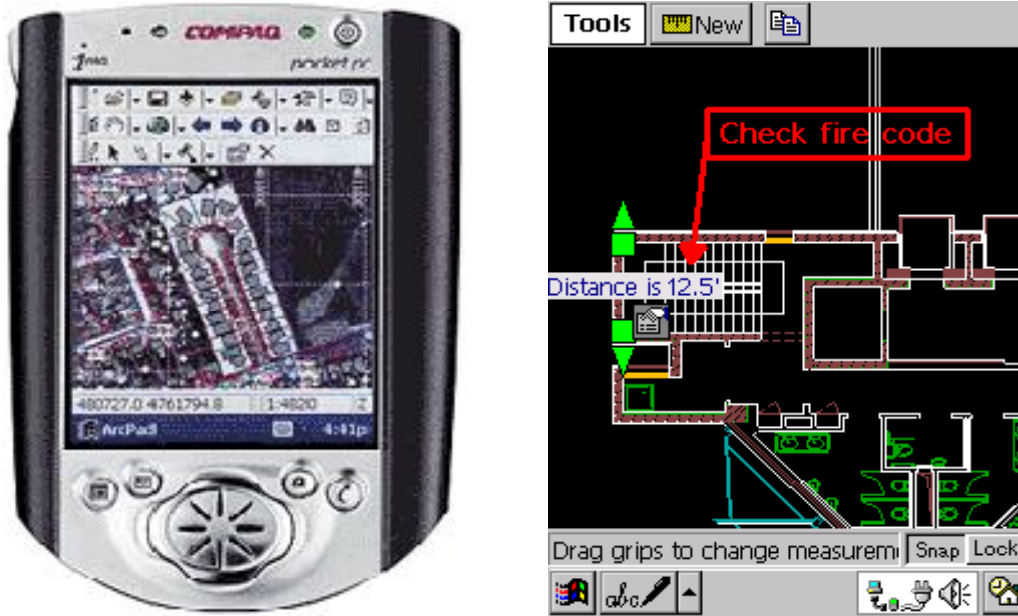 COMPAQ
iPAQ
pocket pc
480727.0 4761794.8
1:4820
ArcPad
4:41p
Tools
New
Check fire code
Distance is 12.5'
Drag grips to change measurem
Snap
Lock
abc